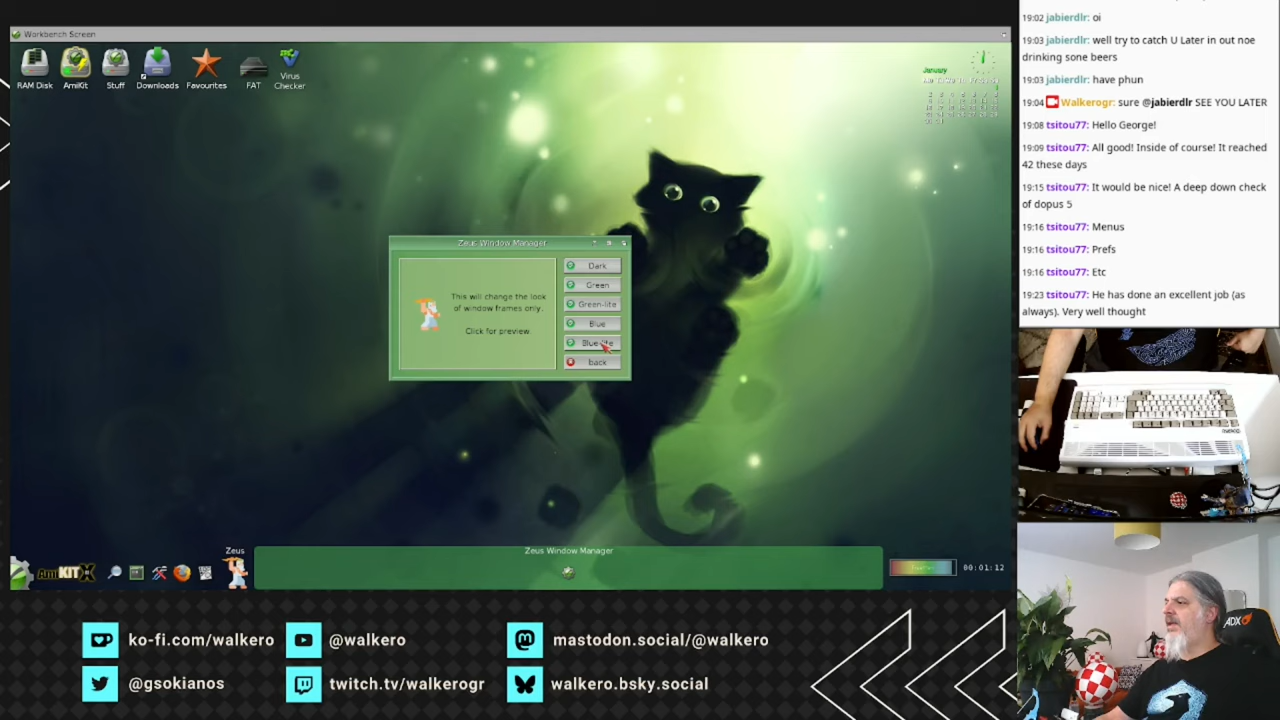 Workbench Screen
RAM Disk
AmiKit
Stuff
Downloads
Favourites
FAT
Virus
Checker
January
Zeus Window Manager
This will change the look
of window frames only.
Click for preview
Dark
Green
Green-lite
Blue
Blue-lite
back
Zeus
Zeus Window Manager
AmiKIT X
00:01:12
19:02 jabierdlr: oi
19:03 jabierdlr: well try to catch U Later in out noe
drinking sone beers
19:03 jabierdlr: have phun
19:04 Walkerogr: sure @jabierdlr SEE YOU LATER
19:08 tsitou77: Hello George!
19:09 tsitou77: All good! Inside of course! It reached
42 these days
19:15 tsitou77: It would be nice! A deep down check
of dopus 5
19:16 tsitou77: Menus
19:16 tsitou77: Prefs
19:16 tsitou77: Etc
19:23 tsitou77: He has done an excellent job (as
always). Very well thought
ADX
ko-fi.com/walkero
@walkero
mastodon.social/@walkero
@gsokianos
twitch.tv/walkerogr
walkero.bsky.social